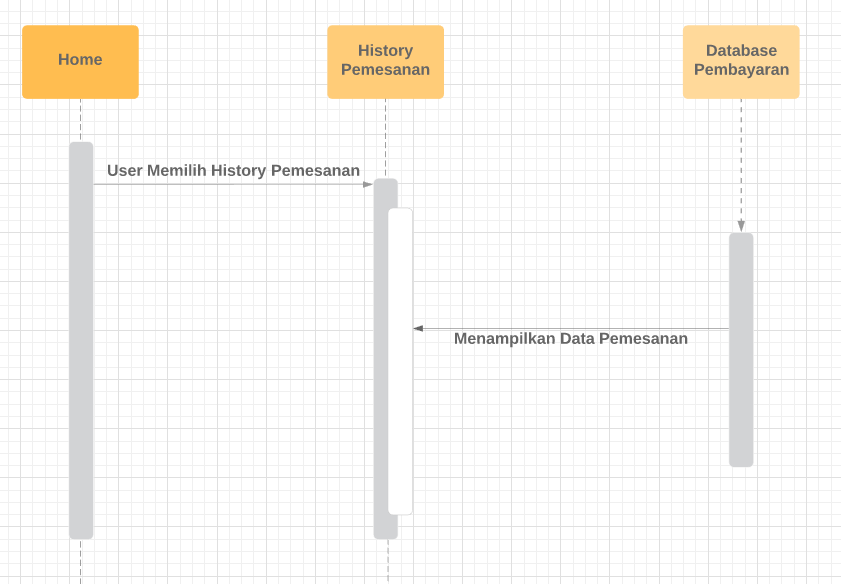 Home
History
Pemesanan
Database
Pembayaran
User Memilih History Pemesanan
Menampilkan Data Pemesanan